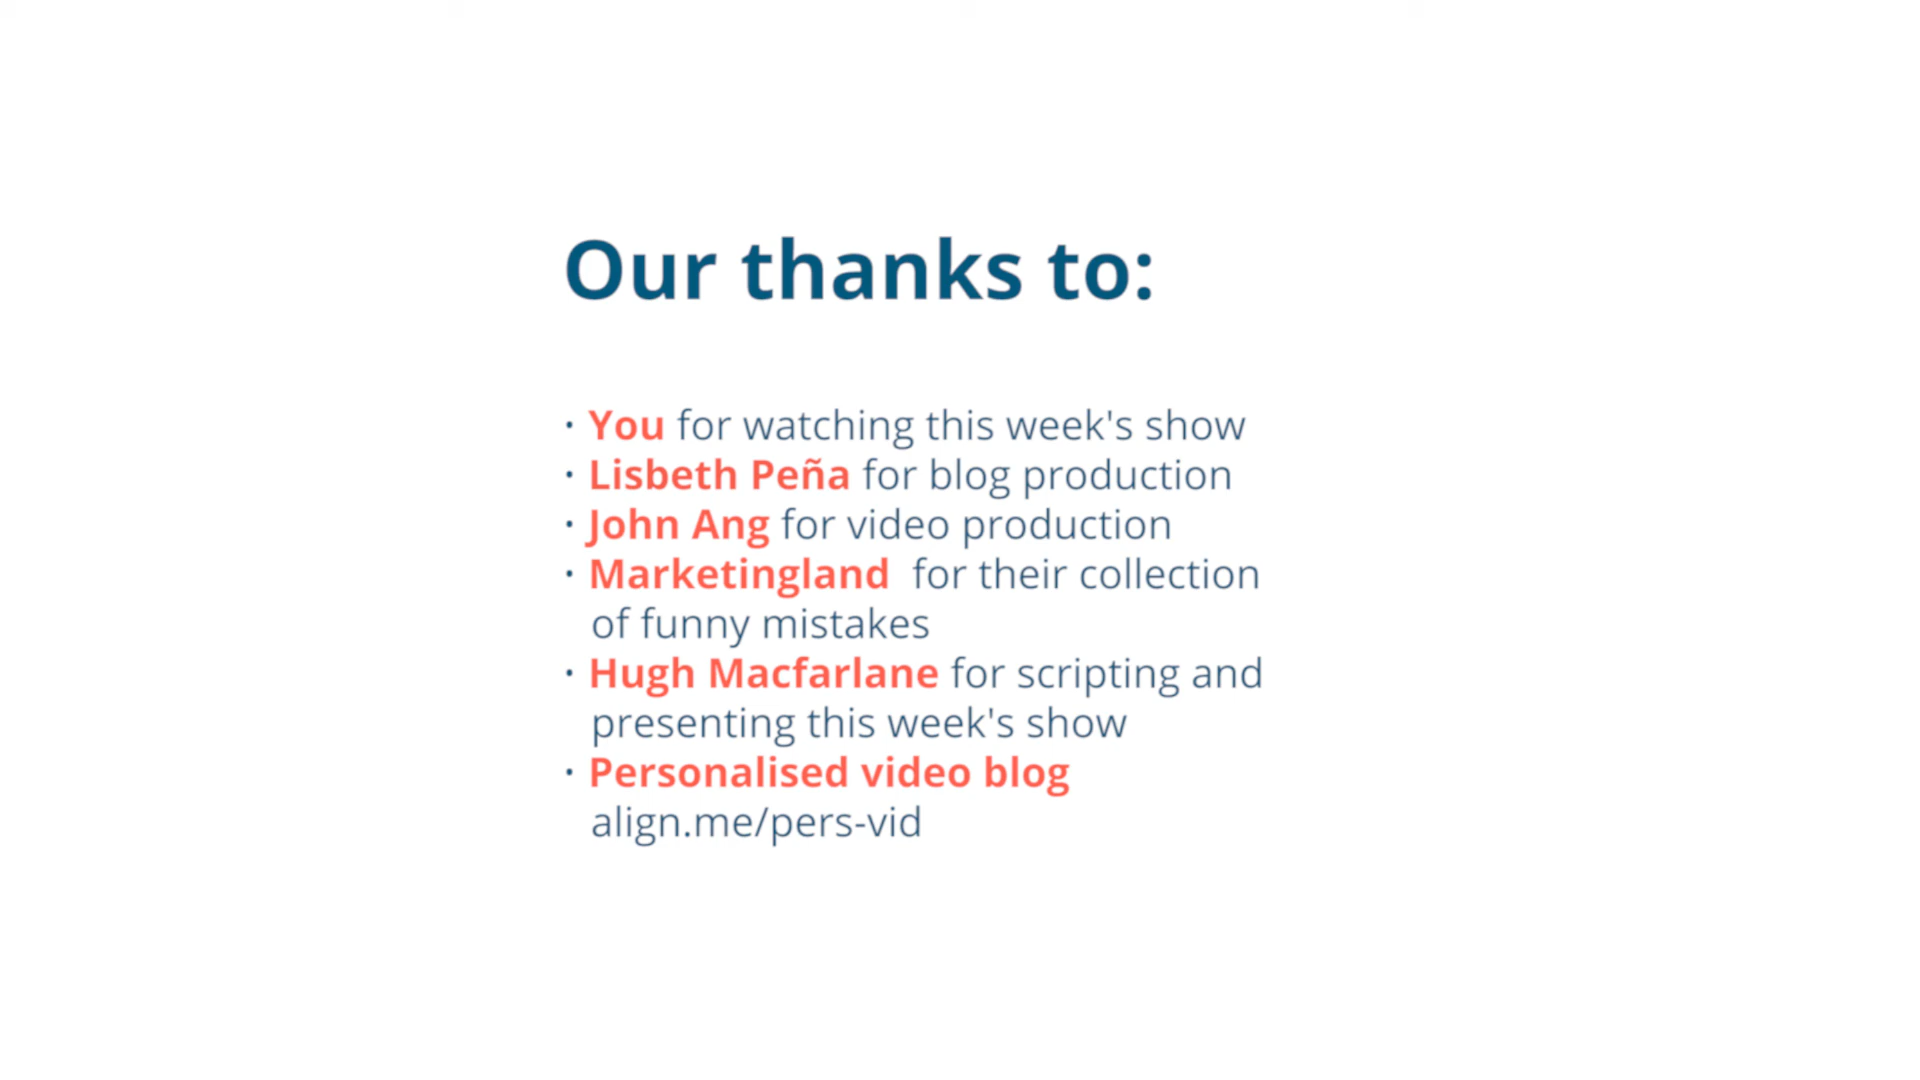 Our thanks to:
· You for watching this week's show
· Lisbeth Peña for blog production
· John Ang for video production
· Marketingland for their collection
of funny mistakes
· Hugh Macfarlane for scripting and
presenting this week's show
· Personalised video blog
align.me/pers-vid